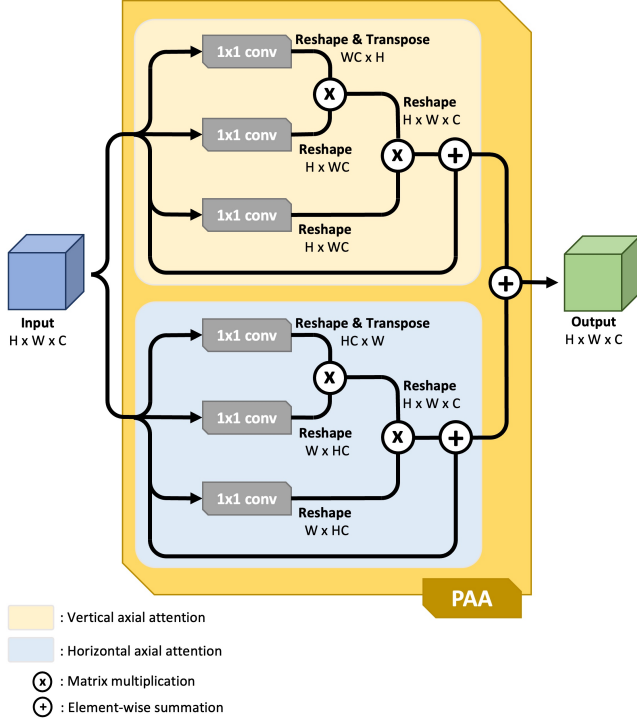 1x1 conv
Reshape & Transpose
WC x H
x
1x1 conv
Reshape
H x WC
Reshape
H x W x C
x
+
1x1 conv
Reshape
H x WC
Input
H x W x C
+
Output
H x W x C
1x1 conv
Reshape & Transpose
HC x W
x
1x1 conv
Reshape
W x HC
Reshape
H x W x C
x
+
1x1 conv
Reshape
W x HC
PAA
: Vertical axial attention
: Horizontal axial attention
x : Matrix multiplication
+ : Element-wise summation